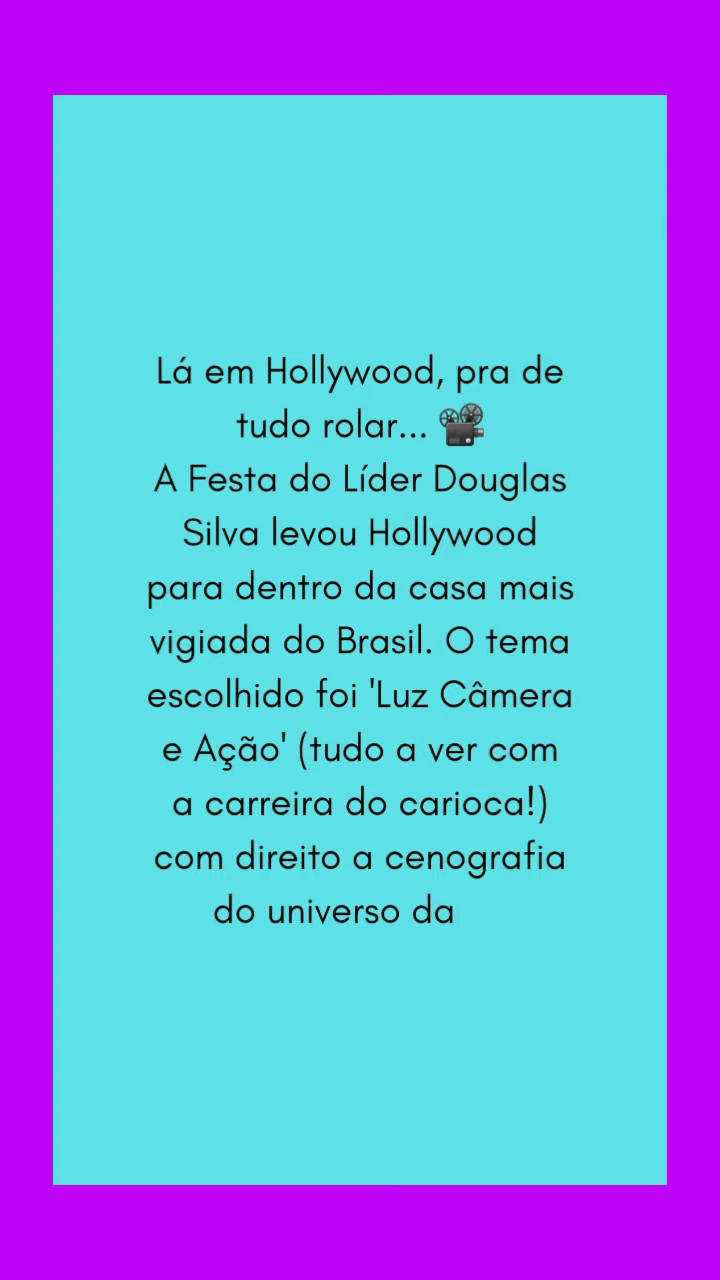 Lá em Hollywood, pra de
tudo rolar... 📽
A Festa do Líder Douglas
Silva levou Hollywood
para dentro da casa mais
vigiada do Brasil. O tema
escolhido foi 'Luz Câmera
e Ação' (tudo a ver com
a carreira do carioca!)
com direito a cenografia
do universo da